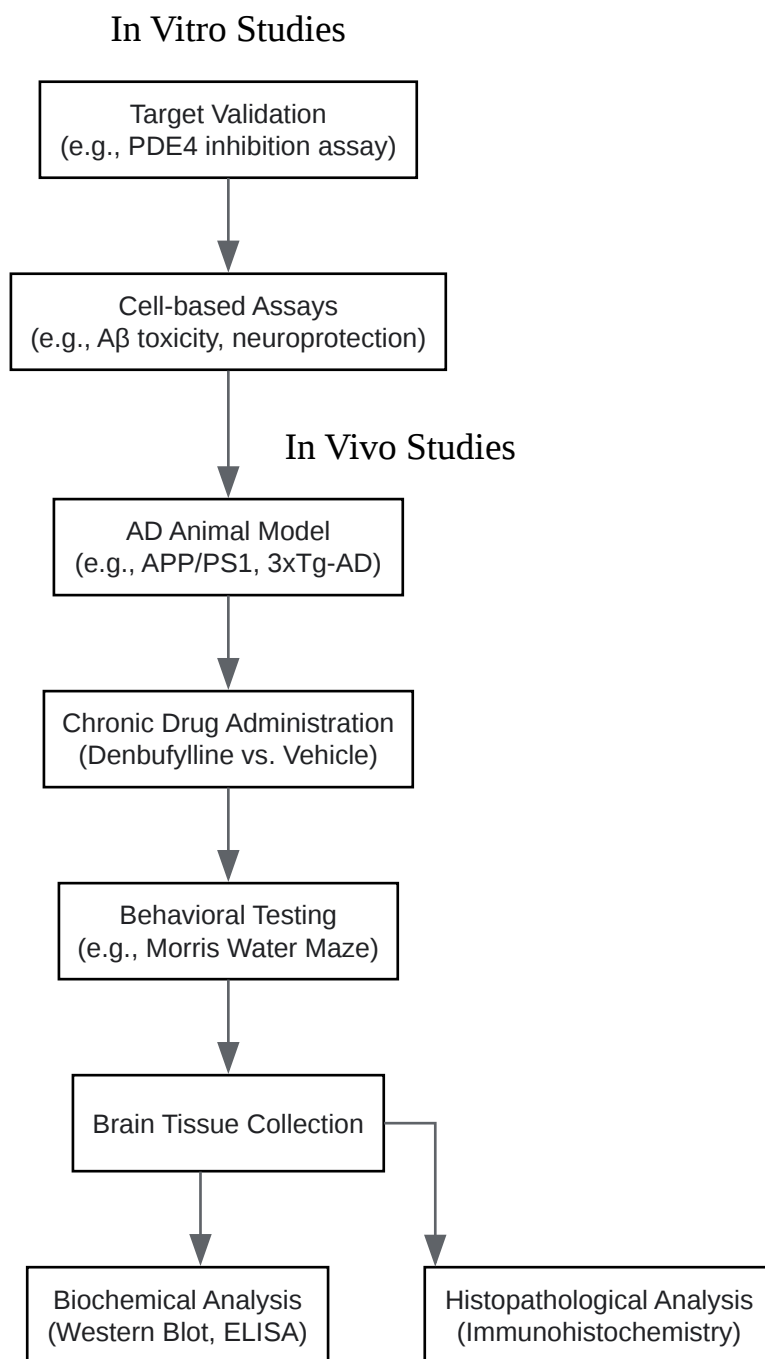 In Vitro Studies
Target Validation
(e.g., PDE4 inhibition assay)
Cell-based Assays
(e.g., Aβ toxicity, neuroprotection)
In Vivo Studies
AD Animal Model
(e.g., APP/PS1, 3xTg-AD)
Chronic Drug Administration
(Denbufylline vs. Vehicle)
Behavioral Testing
(e.g., Morris Water Maze)
Brain Tissue Collection
Biochemical Analysis
(Western Blot, ELISA)
Histopathological Analysis
(Immunohistochemistry)